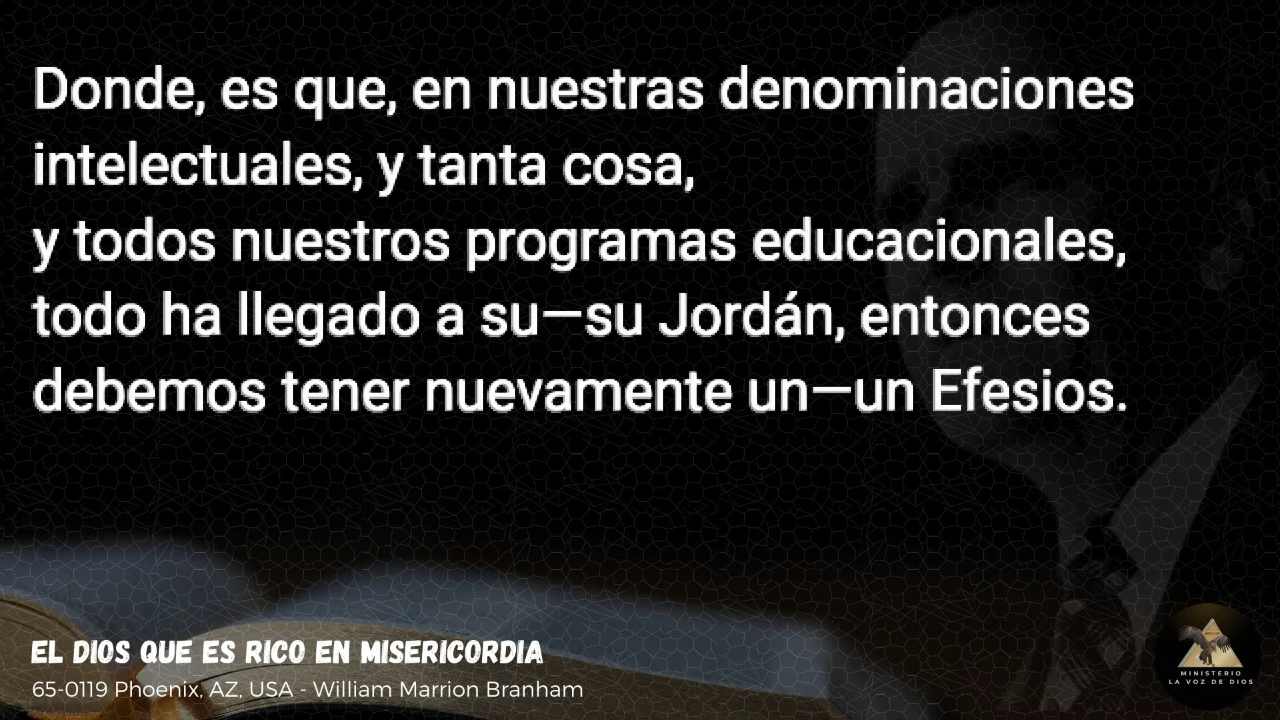 Donde, es que, en nuestras denominaciones
intelectuales, y tanta cosa,
y todos nuestros programas educacionales,
todo ha llegado a su—su Jordán, entonces
debemos tener nuevamente un—un Efesios.
EL DIOS QUE ES RICO EN MISERICORDIA
65-0119 Phoenix, AZ, USA - William Marrion Branham
MINISTERIO
LA VOZ DE DIOS